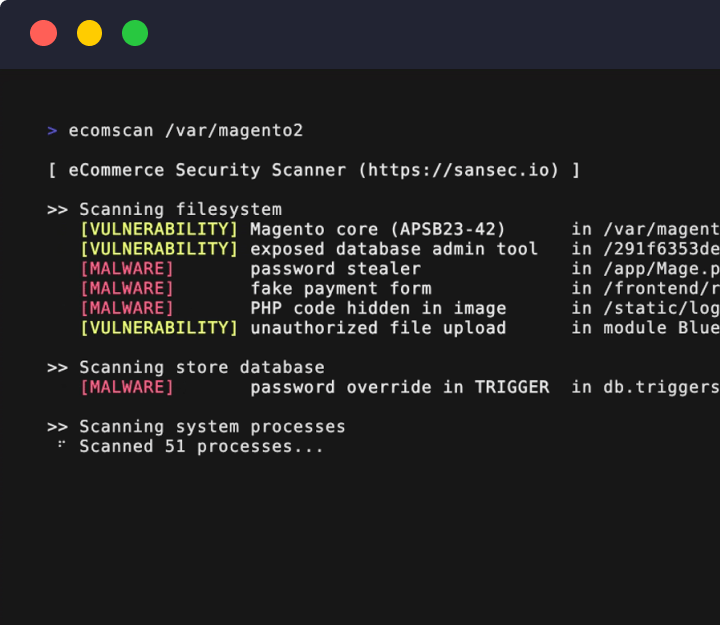 > ecomscan /var/magento2
[ eCommerce Security Scanner (https://sansec.io) ]
>> Scanning filesystem
[VULNERABILITY] Magento core (APSB23-42) in /var/magent
[VULNERABILITY] exposed database admin tool in /291f6353de
[MALWARE] password stealer in /app/Mage.p
[MALWARE] fake payment form in /frontend/r
[MALWARE] PHP code hidden in image in /static/log
[VULNERABILITY] unauthorized file upload in module Blue
>> Scanning store database
[MALWARE] password override in TRIGGER in db.triggers
>> Scanning system processes
⠋ Scanned 51 processes...